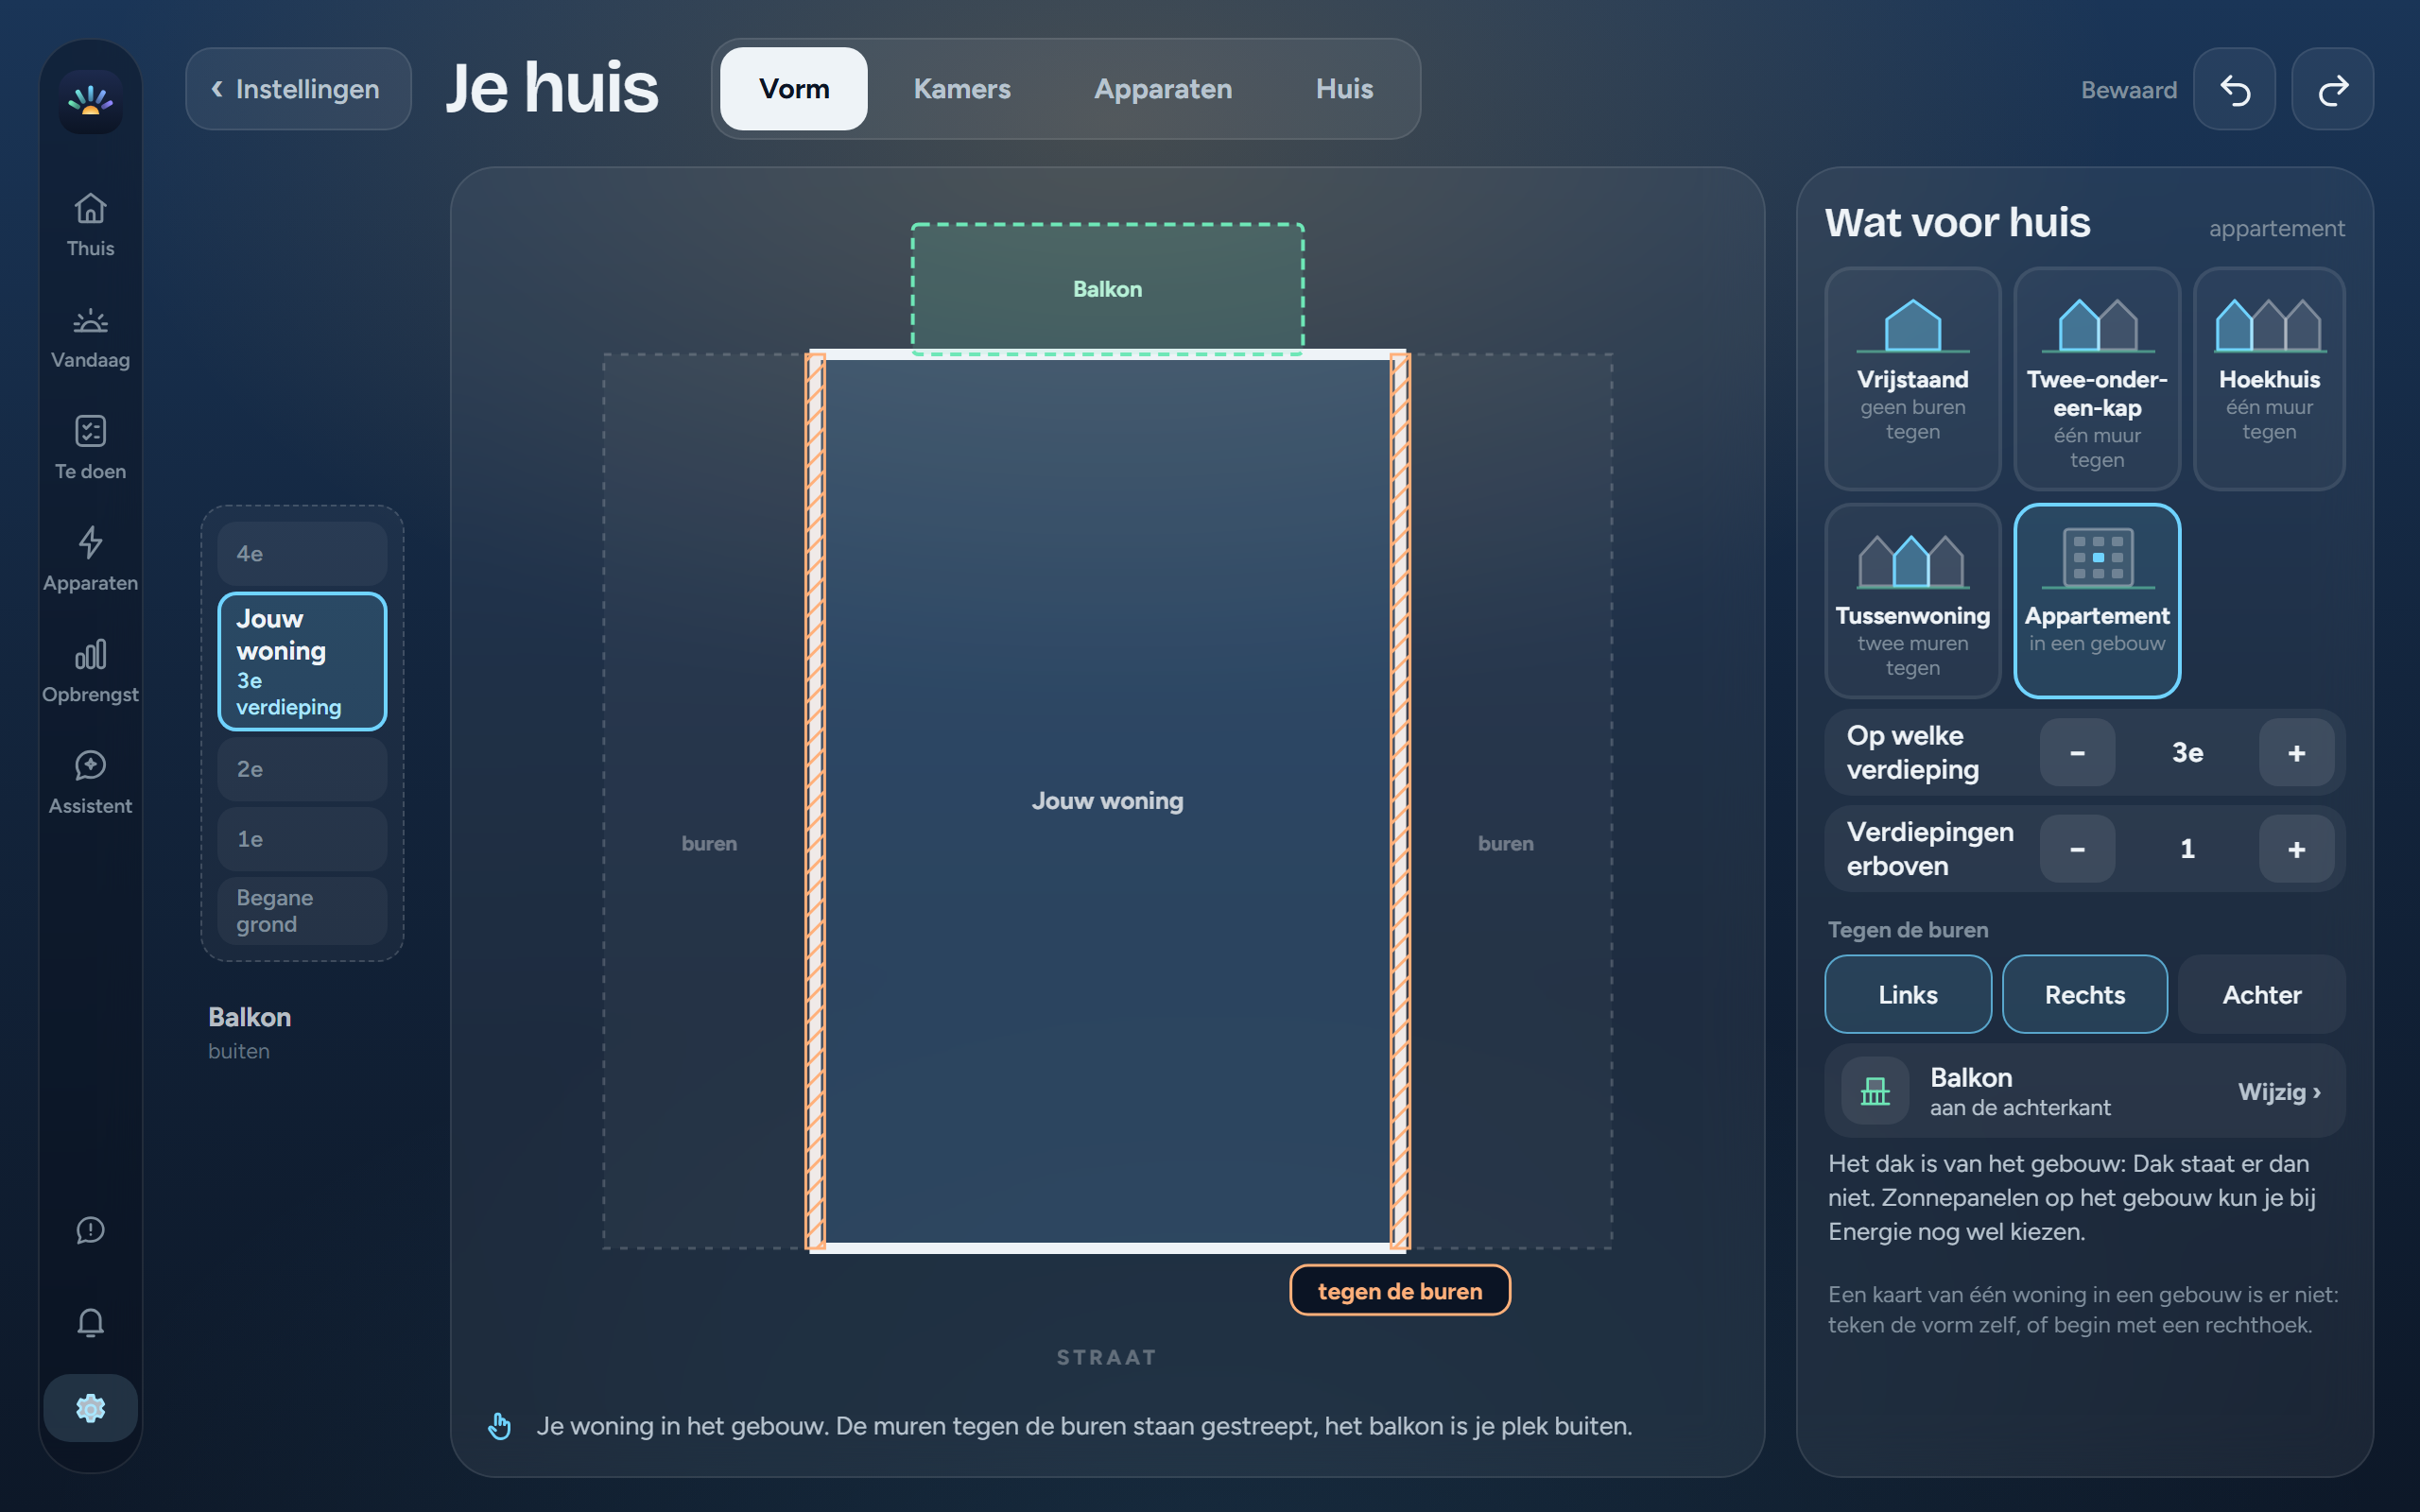 ‹ Instellingen
Je huis
Vorm
Kamers
Apparaten
Huis
Bewaard
Thuis
Vandaag
Te doen
Apparaten
Opbrengst
Assistent
4e
Jouw
woning
3e
verdieping
2e
1e
Begane
grond
Balkon
buiten
Balkon
buren
Jouw woning
buren
tegen de buren
STRAAT
Je woning in het gebouw. De muren tegen de buren staan gestreept, het balkon is je plek buiten.
Wat voor huis
appartement
Vrijstaand
geen buren
tegen
Twee-onder-
een-kap
één muur
tegen
Hoekhuis
één muur
tegen
Tussenwoning
twee muren
tegen
Appartement
in een gebouw
Op welke
verdieping
− 3e +
Verdiepingen
erboven
− 1 +
Tegen de buren
Links
Rechts
Achter
Balkon
aan de achterkant
Wijzig ›
Het dak is van het gebouw: Dak staat er dan
niet. Zonnepanelen op het gebouw kun je bij
Energie nog wel kiezen.
Een kaart van één woning in een gebouw is er niet:
teken de vorm zelf, of begin met een rechthoek.